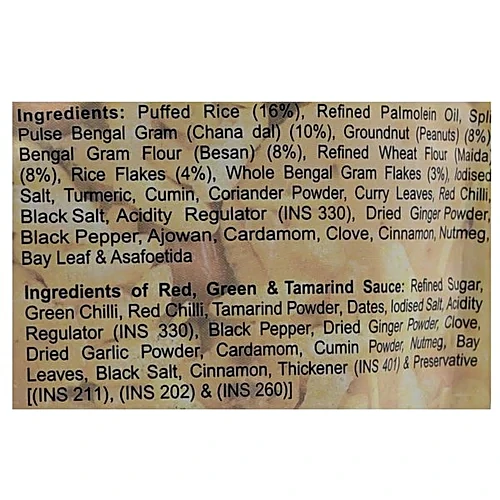 Ingredients: Puffed Rice (16%), Refined Palmolein Oil, Spli
Pulse Bengal Gram (Chana dal) (10%), Groundnut (Peanuts) (8%)
Bengal Gram Flour (Besan) (8%), Refined Wheat Flour (Maida)
(8%), Rice Flakes (4%), Whole Bengal Gram Flakes (3%), Iodised
Salt, Turmeric, Cumin, Coriander Powder, Curry Leaves, Red Chilli,
Black Salt, Acidity Regulator (INS 330), Dried Ginger Powder,
Black Pepper, Ajowan, Cardamom, Clove, Cinnamon, Nutmeg,
Bay Leaf & Asafoetida
Ingredients of Red, Green & Tamarind Sauce: Refined Sugar,
Green Chilli, Red Chilli, Tamarind Powder, Dates, Iodised Salt, Acidity
Regulator (INS 330), Black Pepper, Dried Ginger Powder, Clove,
Dried Garlic Powder, Cardamom, Cumin Powder, Nutmeg, Bay
Leaves, Black Salt, Cinnamon, Thickener (INS 401) & Preservative
[(INS 211), (INS 202) & (INS 260)]